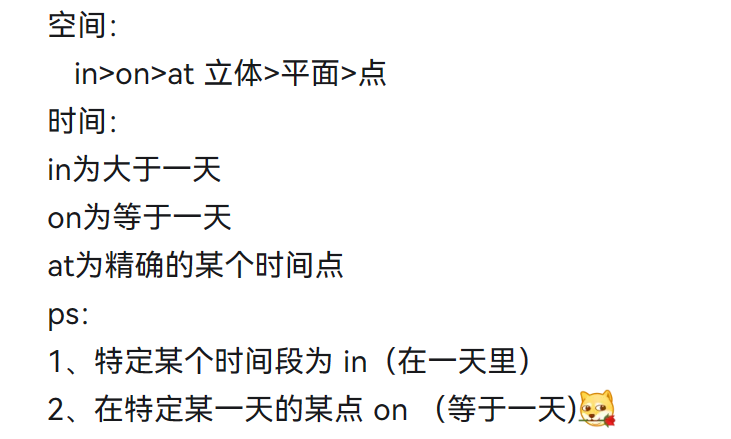 空间：
in>on>at 立体>平面>点
时间：
in为大于一天
on为等于一天
at为精确的某个时间点
ps：
1、特定某个时间段为 in（在一天里）
2、在特定某一天的某点 on （等于一天)